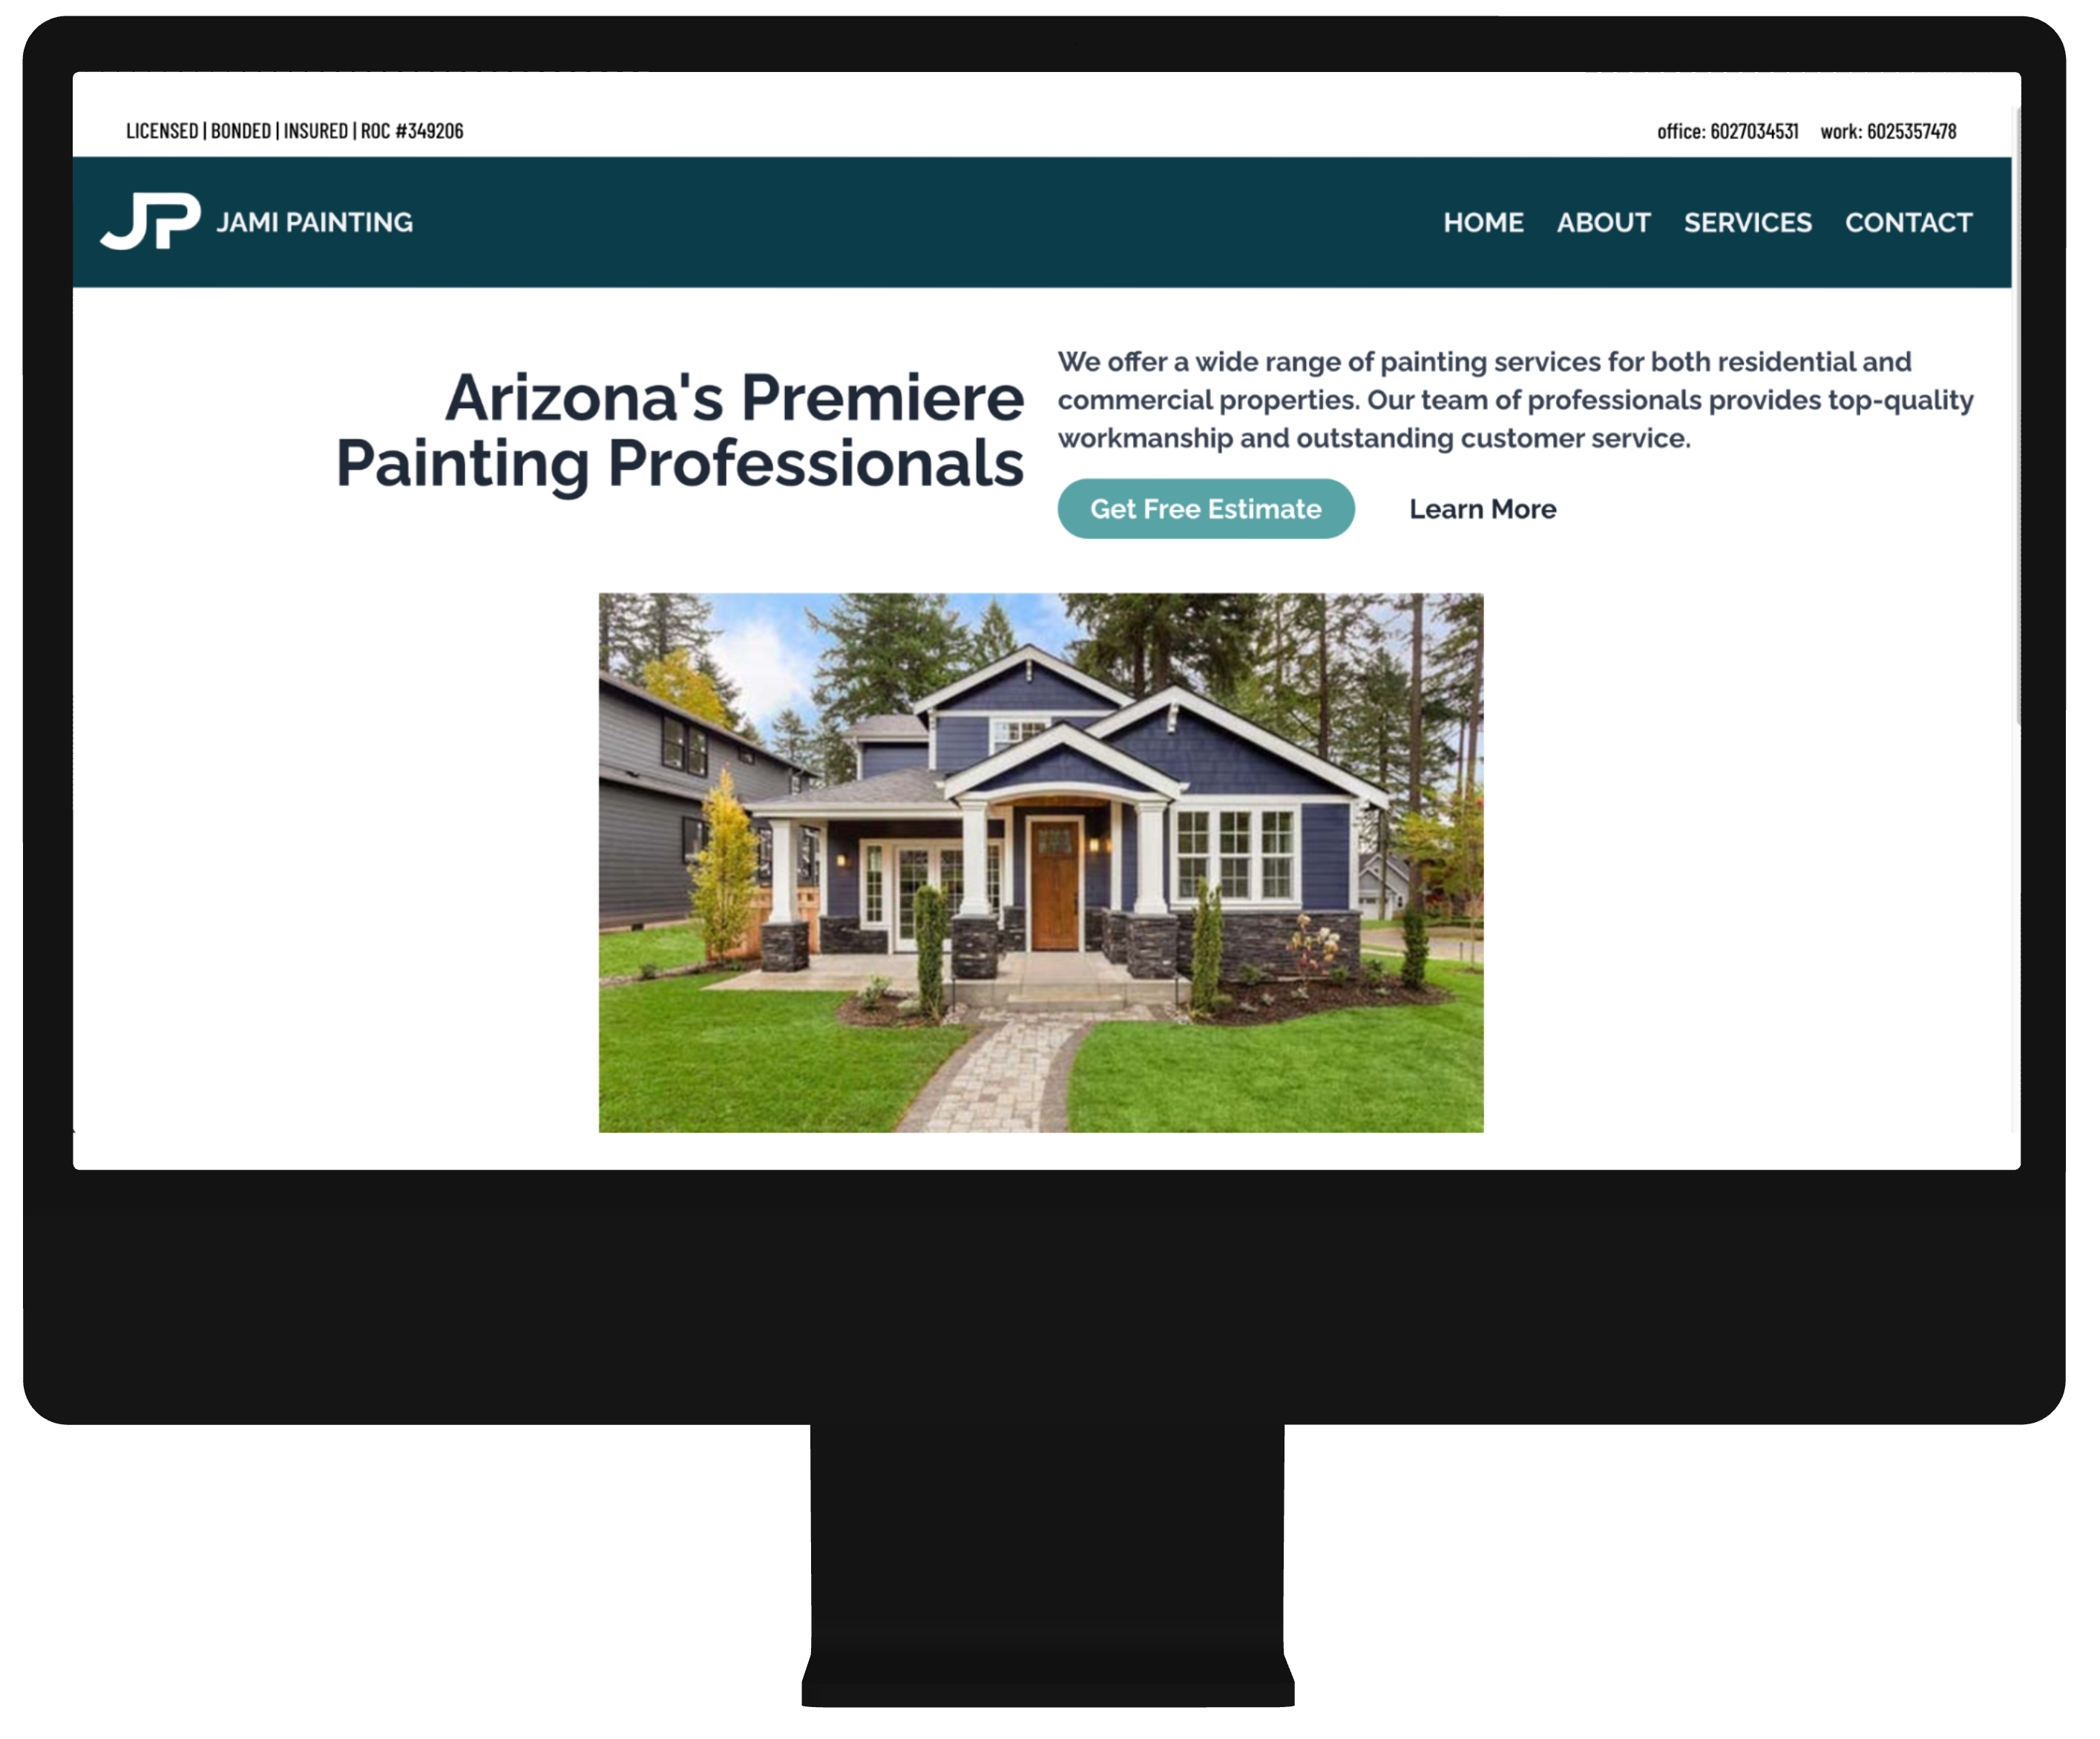 LICENSED | BONDED | INSURED | ROC #349206
office: 6027034531 work: 6025357478
JP JAMI PAINTING
HOME ABOUT SERVICES CONTACT
Arizona's Premiere
Painting Professionals
We offer a wide range of painting services for both residential and
commercial properties. Our team of professionals provides top-quality
workmanship and outstanding customer service.
Get Free Estimate Learn More